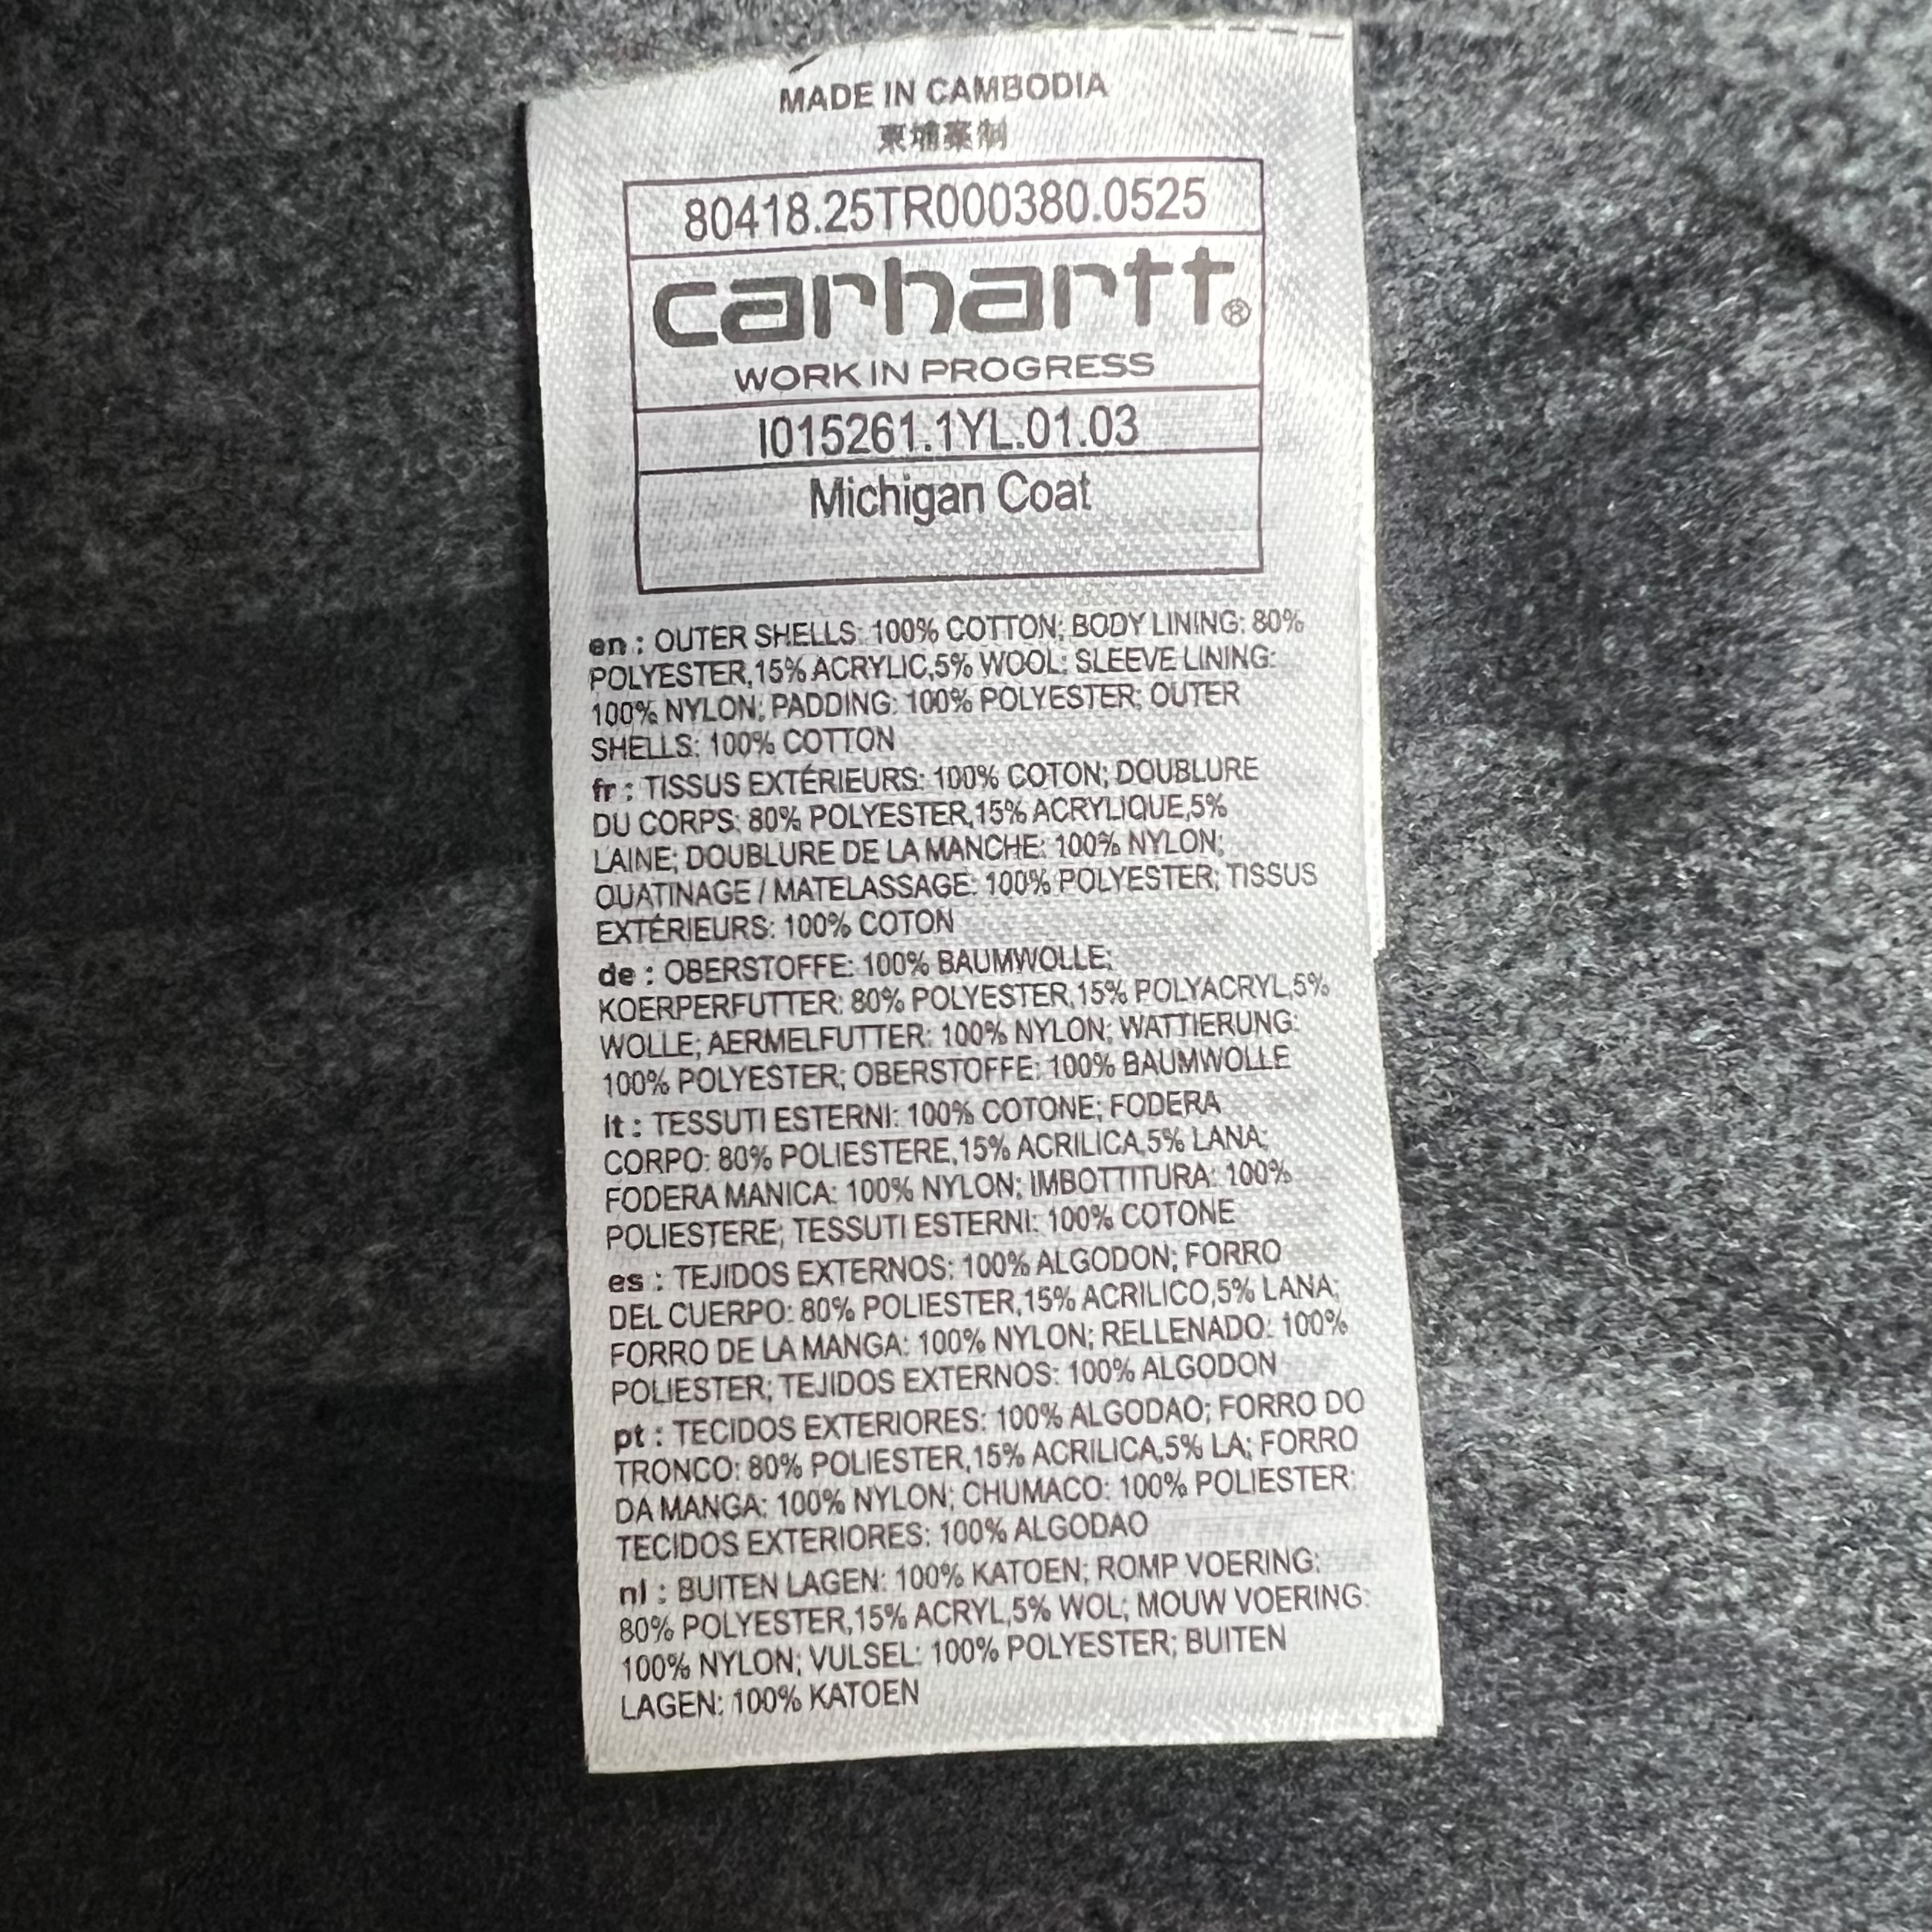 MADE IN CAMBODIA
柬埔寨制
80418.25TR000380.0525
carhartt®
WORK IN PROGRESS
I015261.1YL.01.03
Michigan Coat
en : OUTER SHELLS: 100% COTTON; BODY LINING: 80%
POLYESTER,15% ACRYLIC,5% WOOL; SLEEVE LINING:
100% NYLON; PADDING: 100% POLYESTER; OUTER
SHELLS: 100% COTTON
fr : TISSUS EXTÉRIEURS: 100% COTON; DOUBLURE
DU CORPS: 80% POLYESTER,15% ACRYLIQUE,5%
LAINE; DOUBLURE DE LA MANCHE: 100% NYLON;
OUATINAGE / MATELASSAGE: 100% POLYESTER; TISSUS
EXTÉRIEURS: 100% COTON
de : OBERSTOFFE: 100% BAUMWOLLE;
KOERPERFUTTER: 80% POLYESTER,15% POLYACRYL,5%
WOLLE; AERMELFUTTER: 100% NYLON; WATTIERUNG:
100% POLYESTER; OBERSTOFFE: 100% BAUMWOLLE
It : TESSUTI ESTERNI: 100% COTONE; FODERA
CORPO: 80% POLIESTERE,15% ACRILICA,5% LANA;
FODERA MANICA: 100% NYLON; IMBOTTITURA: 100%
POLIESTERE; TESSUTI ESTERNI: 100% COTONE
es : TEJIDOS EXTERNOS: 100% ALGODON; FORRO
DEL CUERPO: 80% POLIESTER,15% ACRILICO,5% LANA;
FORRO DE LA MANGA: 100% NYLON; RELLENADO: 100%
POLIESTER; TEJIDOS EXTERNOS: 100% ALGODON
pt : TECIDOS EXTERIORES: 100% ALGODAO; FORRO DO
TRONCO: 80% POLIESTER,15% ACRILICA,5% LA; FORRO
DA MANGA: 100% NYLON; CHUMACO: 100% POLIESTER;
TECIDOS EXTERIORES: 100% ALGODAO
nl : BUITEN LAGEN: 100% KATOEN; ROMP VOERING:
80% POLYESTER,15% ACRYL,5% WOL; MOUW VOERING:
100% NYLON; VULSEL: 100% POLYESTER; BUITEN
LAGEN: 100% KATOEN